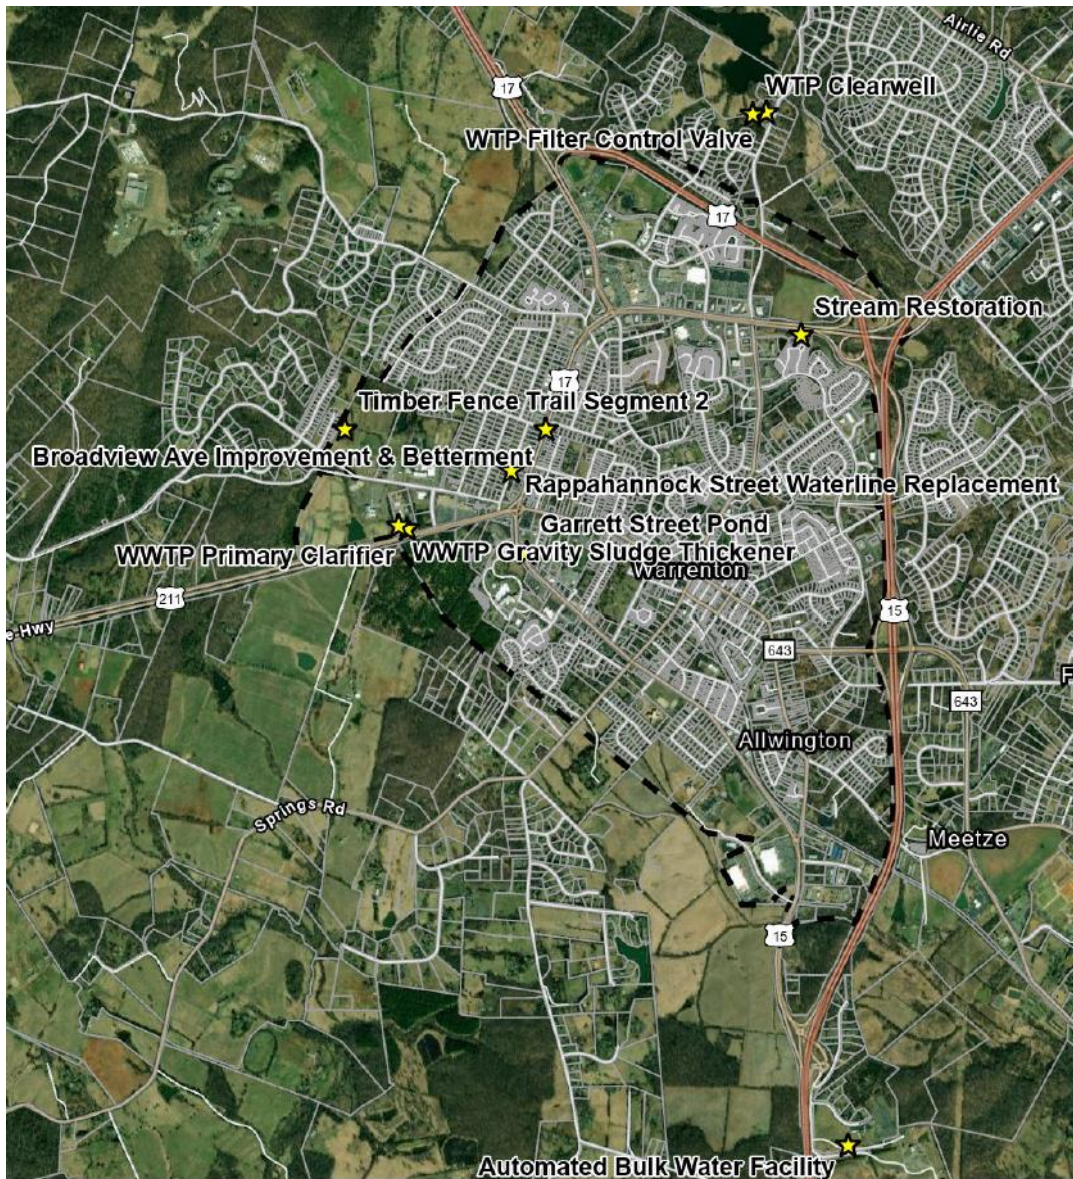 Airlie Rd
17
WTP Clearwell
WTP Filter Control Valve
17
Stream Restoration
17
Timber Fence Trail Segment 2
Broadview Ave Improvement & Betterment
Rappahannock Street Waterline Replacement
Garrett Street Pond
WWTP Primary Clarifier
WWTP Gravity Sludge Thickener
Warrenton
211
15
e-Hwy
643
F
643
Allwington
Springs Rd
Meetze
15
Automated Bulk Water Facility